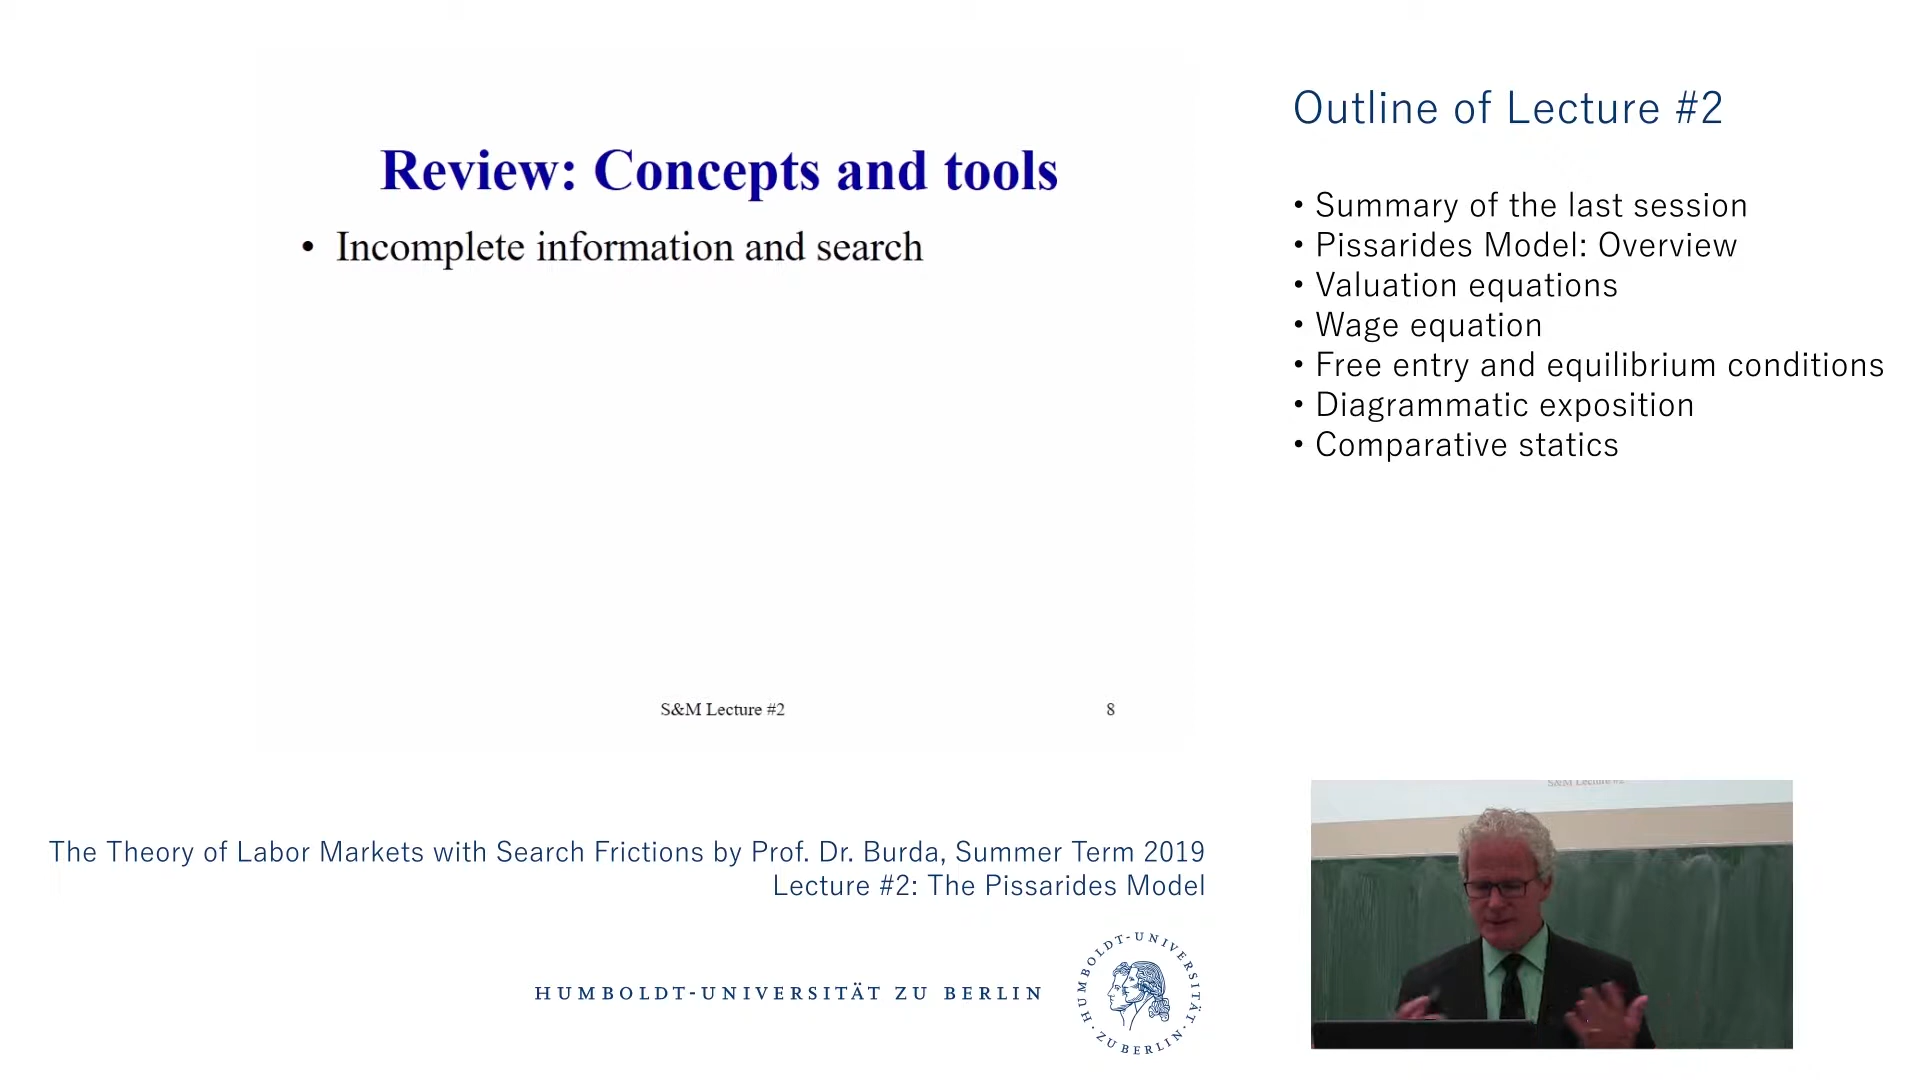 Review: Concepts and tools
• Incomplete information and search
S&M Lecture #2
8
Outline of Lecture #2
• Summary of the last session
• Pissarides Model: Overview
• Valuation equations
• Wage equation
• Free entry and equilibrium conditions
• Diagrammatic exposition
• Comparative statics
S&M Lecture #2
The Theory of Labor Markets with Search Frictions by Prof. Dr. Burda, Summer Term 2019
Lecture #2: The Pissarides Model
HUMBOLDT-UNIVERSITÄT ZU BERLIN
HUMBOLDT-UNIVERSITÄT · ZU BERLIN ·